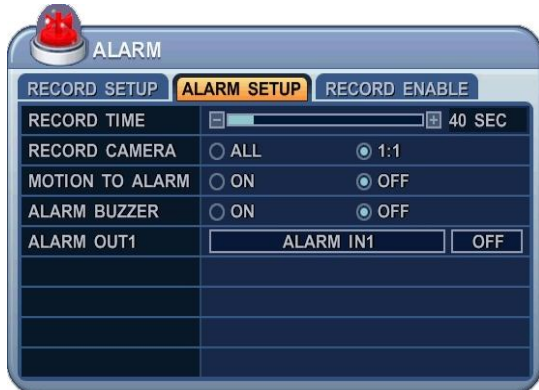 ALARM
RECORD SETUP ALARM SETUP RECORD ENABLE
RECORD TIME 40 SEC
RECORD CAMERA ALL 1:1
MOTION TO ALARM ON OFF
ALARM BUZZER ON OFF
ALARM OUT1 ALARM IN1 OFF